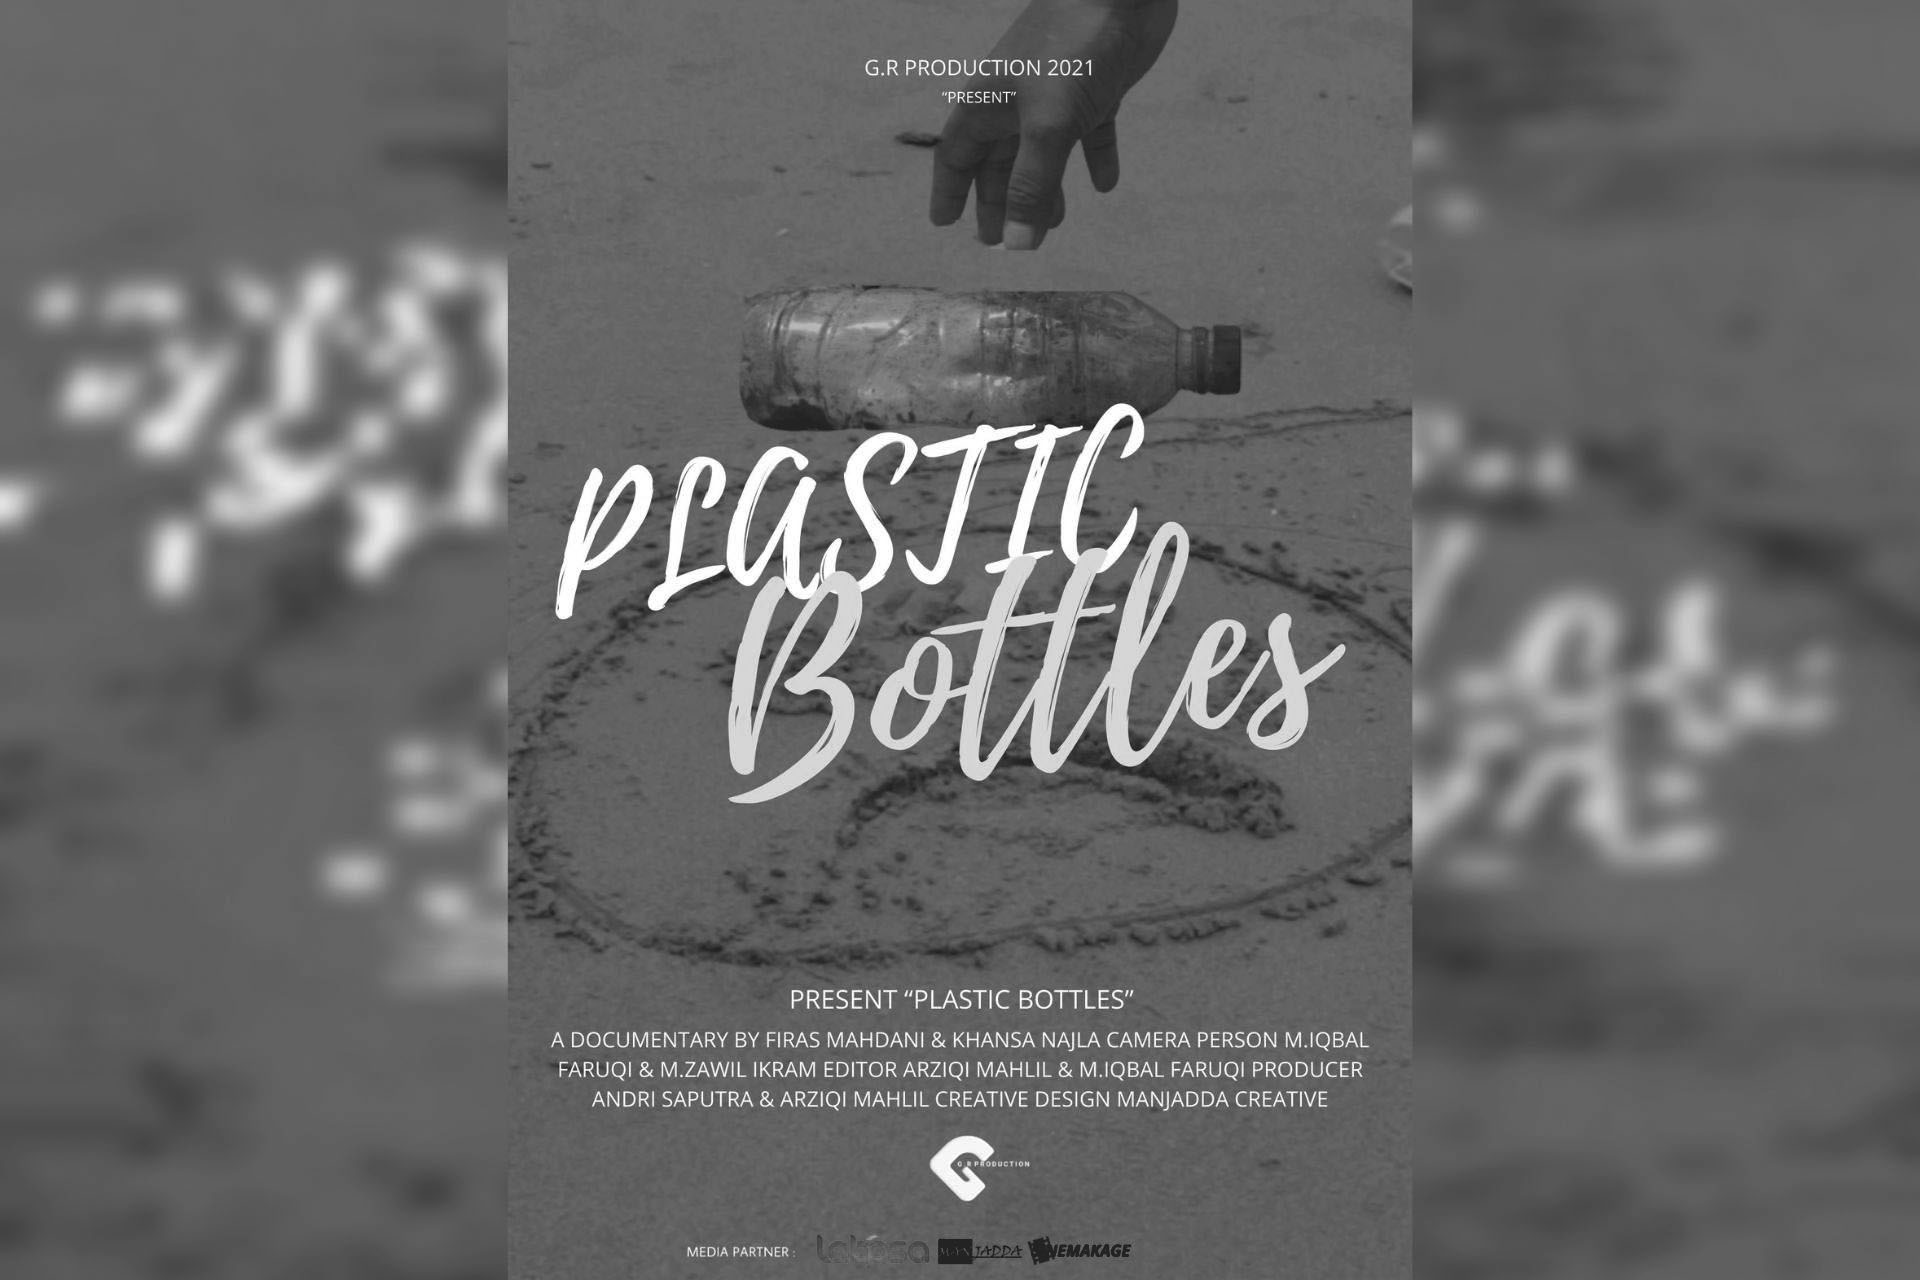 G.R PRODUCTION 2021
“PRESENT”
PLASTIC
Bottles
PRESENT “PLASTIC BOTTLES”
A DOCUMENTARY BY FIRAS MAHDANI & KHANSA NAJLA CAMERA PERSON M.IQBAL
FARUQI & M.ZAWIL IKRAM EDITOR ARZIQI MAHLIL & M.IQBAL FARUQI PRODUCER
ANDRI SAPUTRA & ARZIQI MAHLIL CREATIVE DESIGN MANJADDA CREATIVE
G.R PRODUCTION
MEDIA PARTNER : MANJADDA